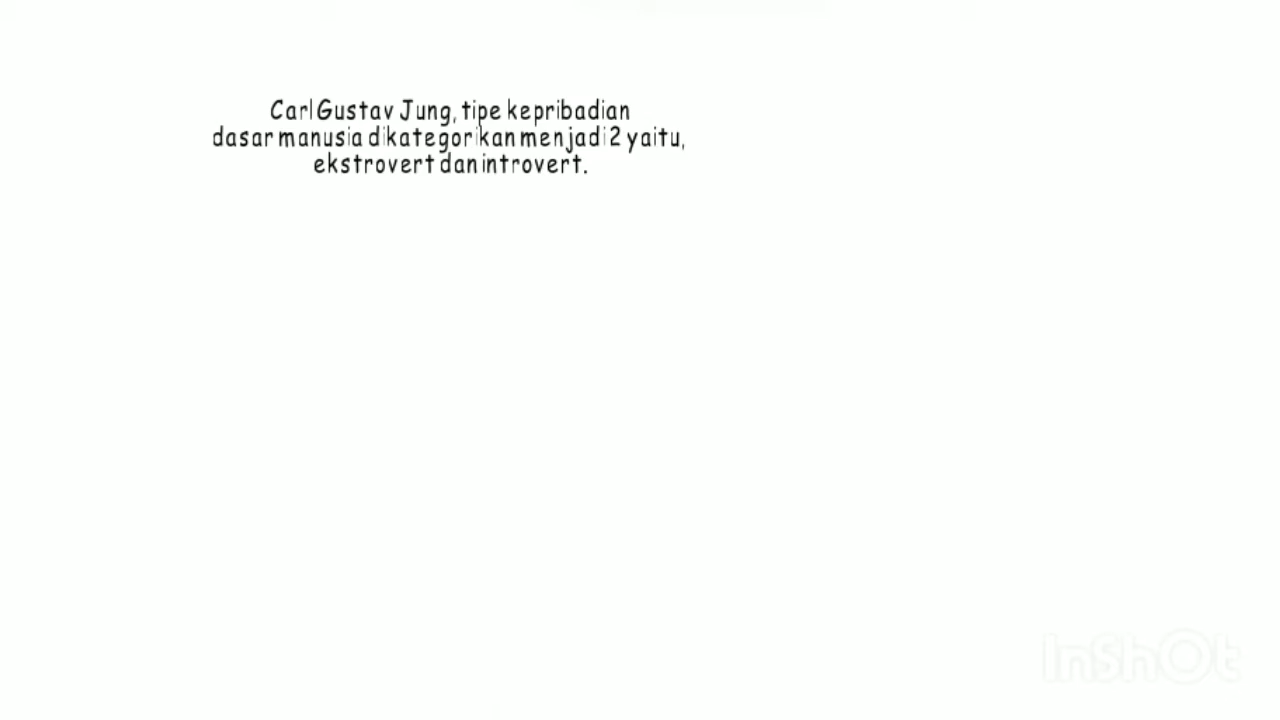 Carl Gustav Jung, tipe kepribadian
dasar manusia dikategorikan menjadi 2 yaitu,
ekstrovert dan introvert.
InShOt